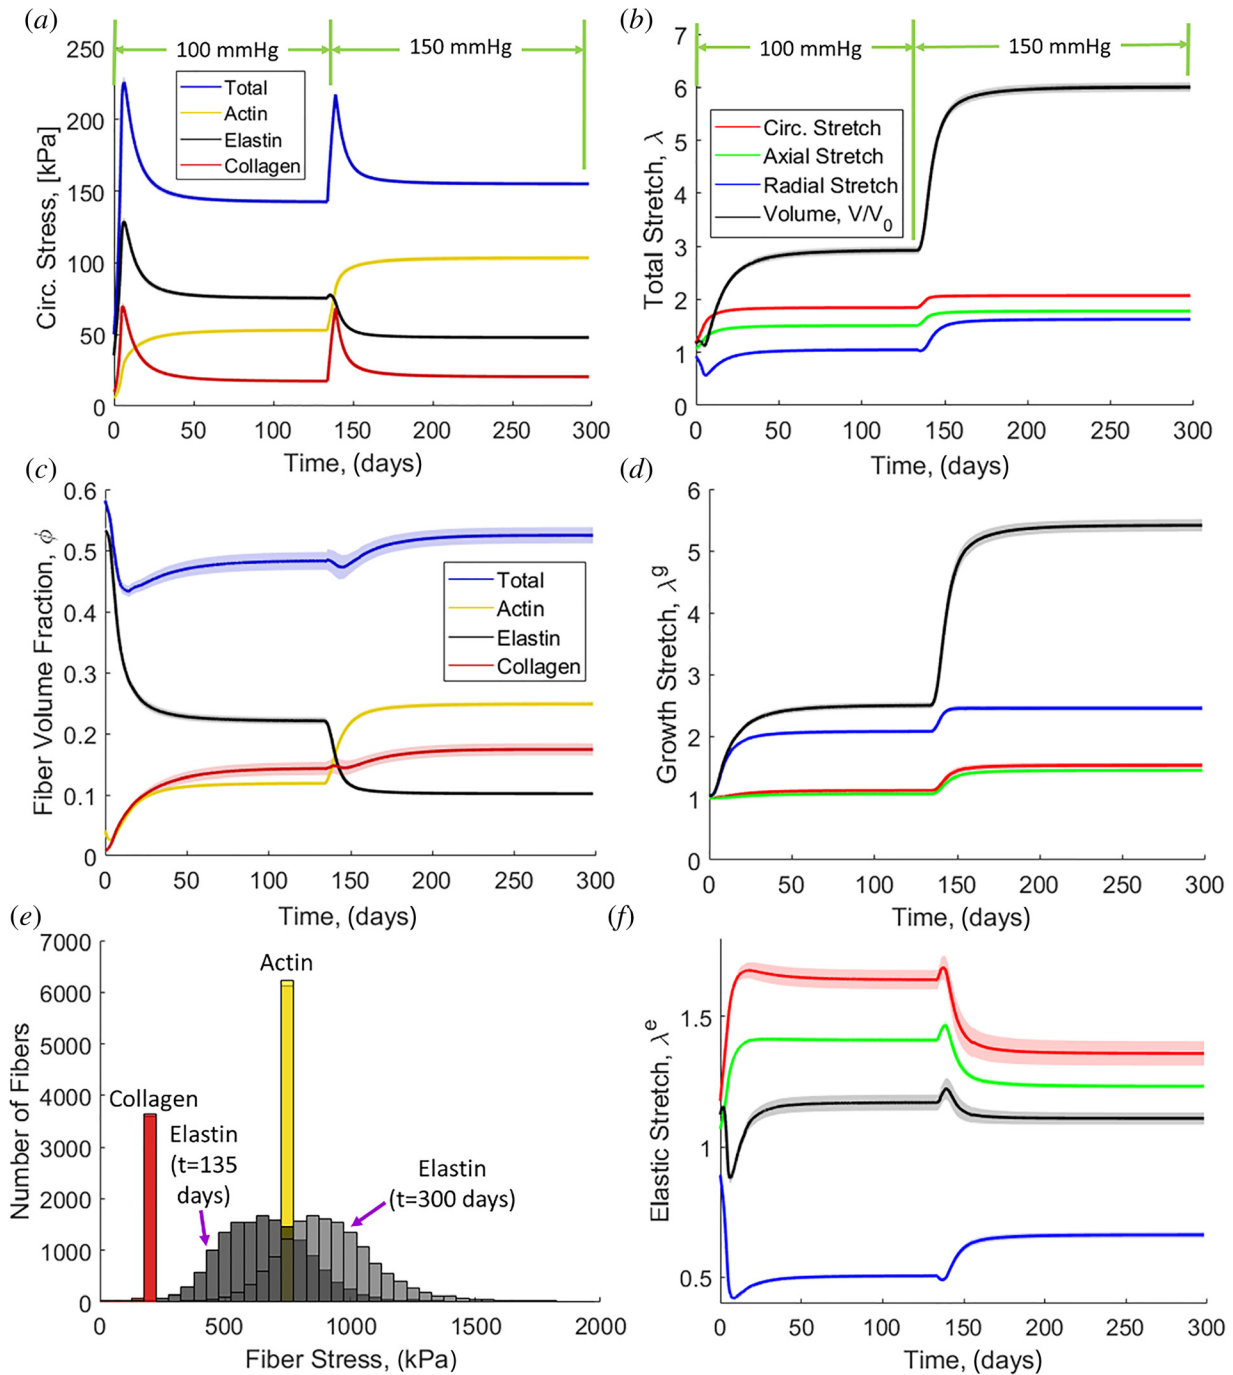 (a)
250
200
150
100
50
0
Circ. Stress, [kPa]
100 mmHg
150 mmHg
Total
Actin
Elastin
Collagen
0 50 100 150 200 250 300
Time, (days)
(b)
7
6
5
4
3
2
1
0
Total Stretch, λ
100 mmHg
150 mmHg
Circ. Stretch
Axial Stretch
Radial Stretch
Volume, V/V0
0 50 100 150 200 250 300
Time, (days)
(c)
0.6
0.5
0.4
0.3
0.2
0.1
0
Fiber Volume Fraction, ϕ
Total
Actin
Elastin
Collagen
0 50 100 150 200 250 300
Time, (days)
(d)
6
5
4
3
2
1
0
Growth Stretch, λg
0 50 100 150 200 250 300
Time, (days)
(e)
7000
6000
5000
4000
3000
2000
1000
0
Number of Fibers
Actin
Collagen
Elastin
(t=135
days)
Elastin
(t=300 days)
0 500 1000 1500 2000
Fiber Stress, (kPa)
(f)
1.5
1
0.5
Elastic Stretch, λe
0 50 100 150 200 250 300
Time, (days)